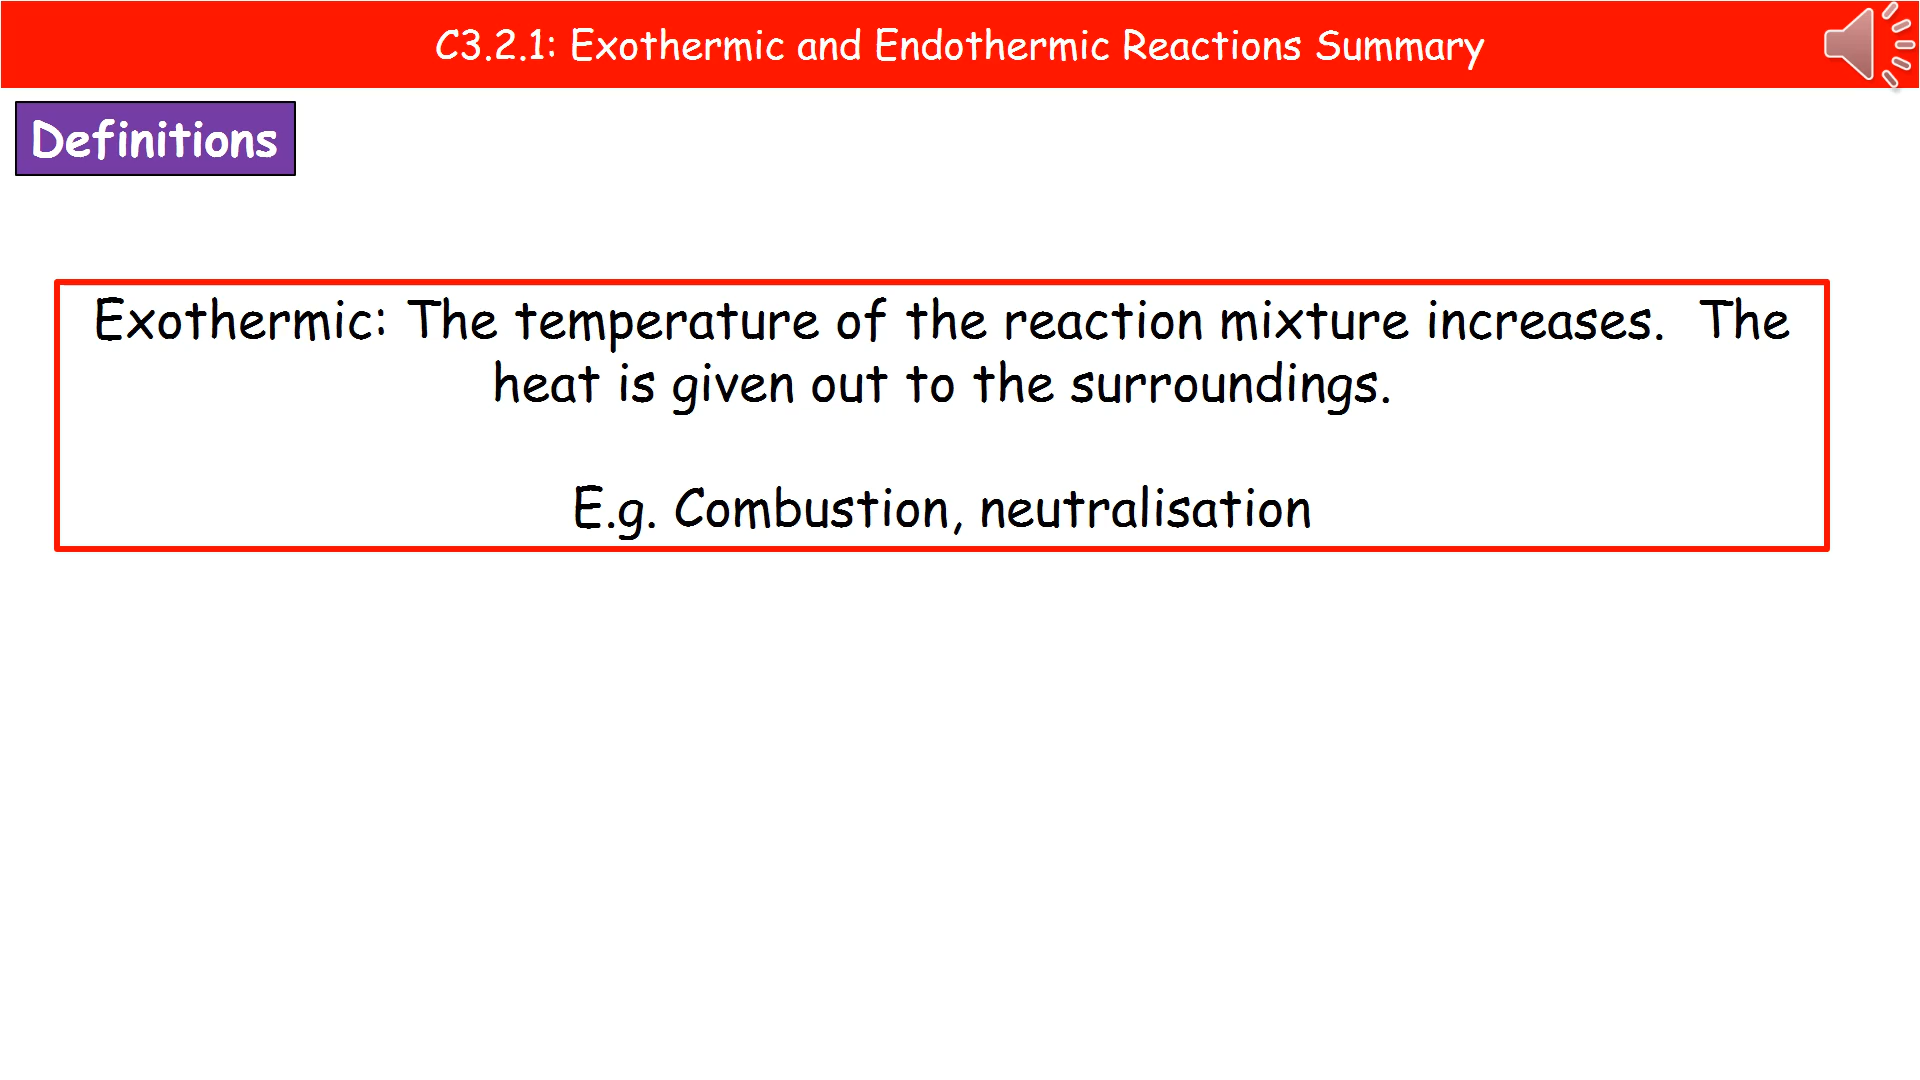 C3.2.1: Exothermic and Endothermic Reactions Summary
Definitions
Exothermic: The temperature of the reaction mixture increases.  The
heat is given out to the surroundings.
E.g. Combustion, neutralisation